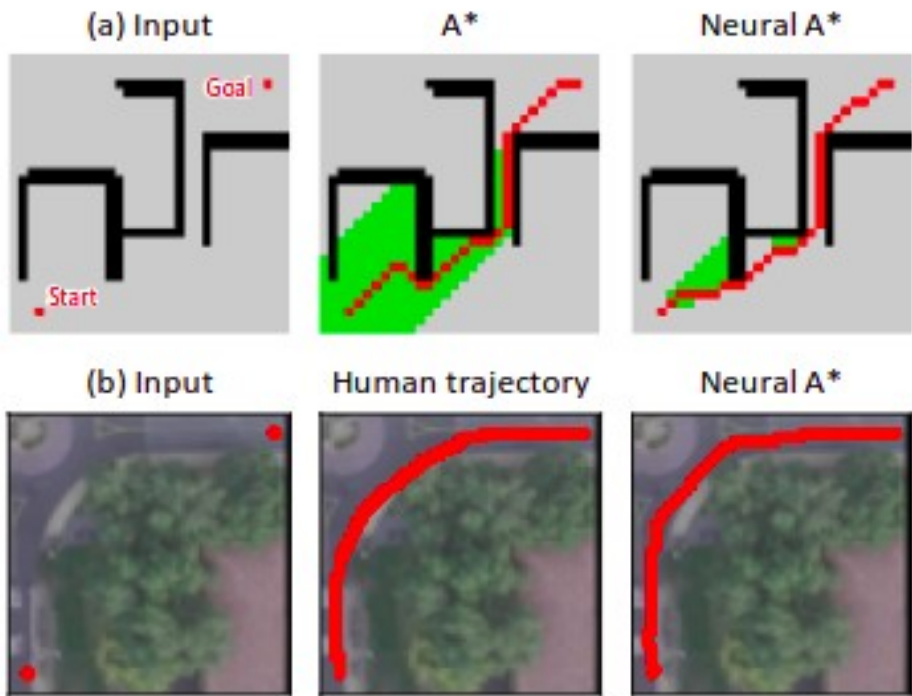 (a) Input
A*
Neural A*
Goal
Start
(b) Input
Human trajectory
Neural A*